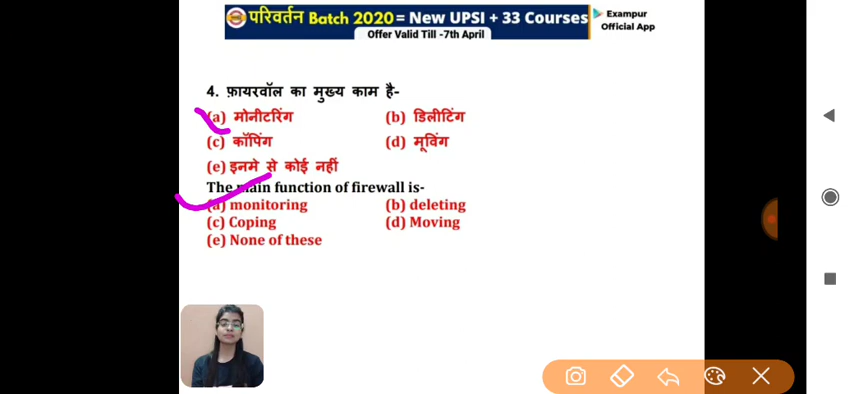 परिवर्तन Batch 2020 = New UPSI + 33 Courses
Offer Valid Till -7th April
Exampur
Official App
4. फ़ायरवॉल का मुख्य काम है-
(a) मोनीटरिंग (b) डिलीटिंग
(c) कॉपिंग (d) मूविंग
(e) इनमे से कोई नहीं
The main function of firewall is-
(a) monitoring (b) deleting
(c) Coping (d) Moving
(e) None of these